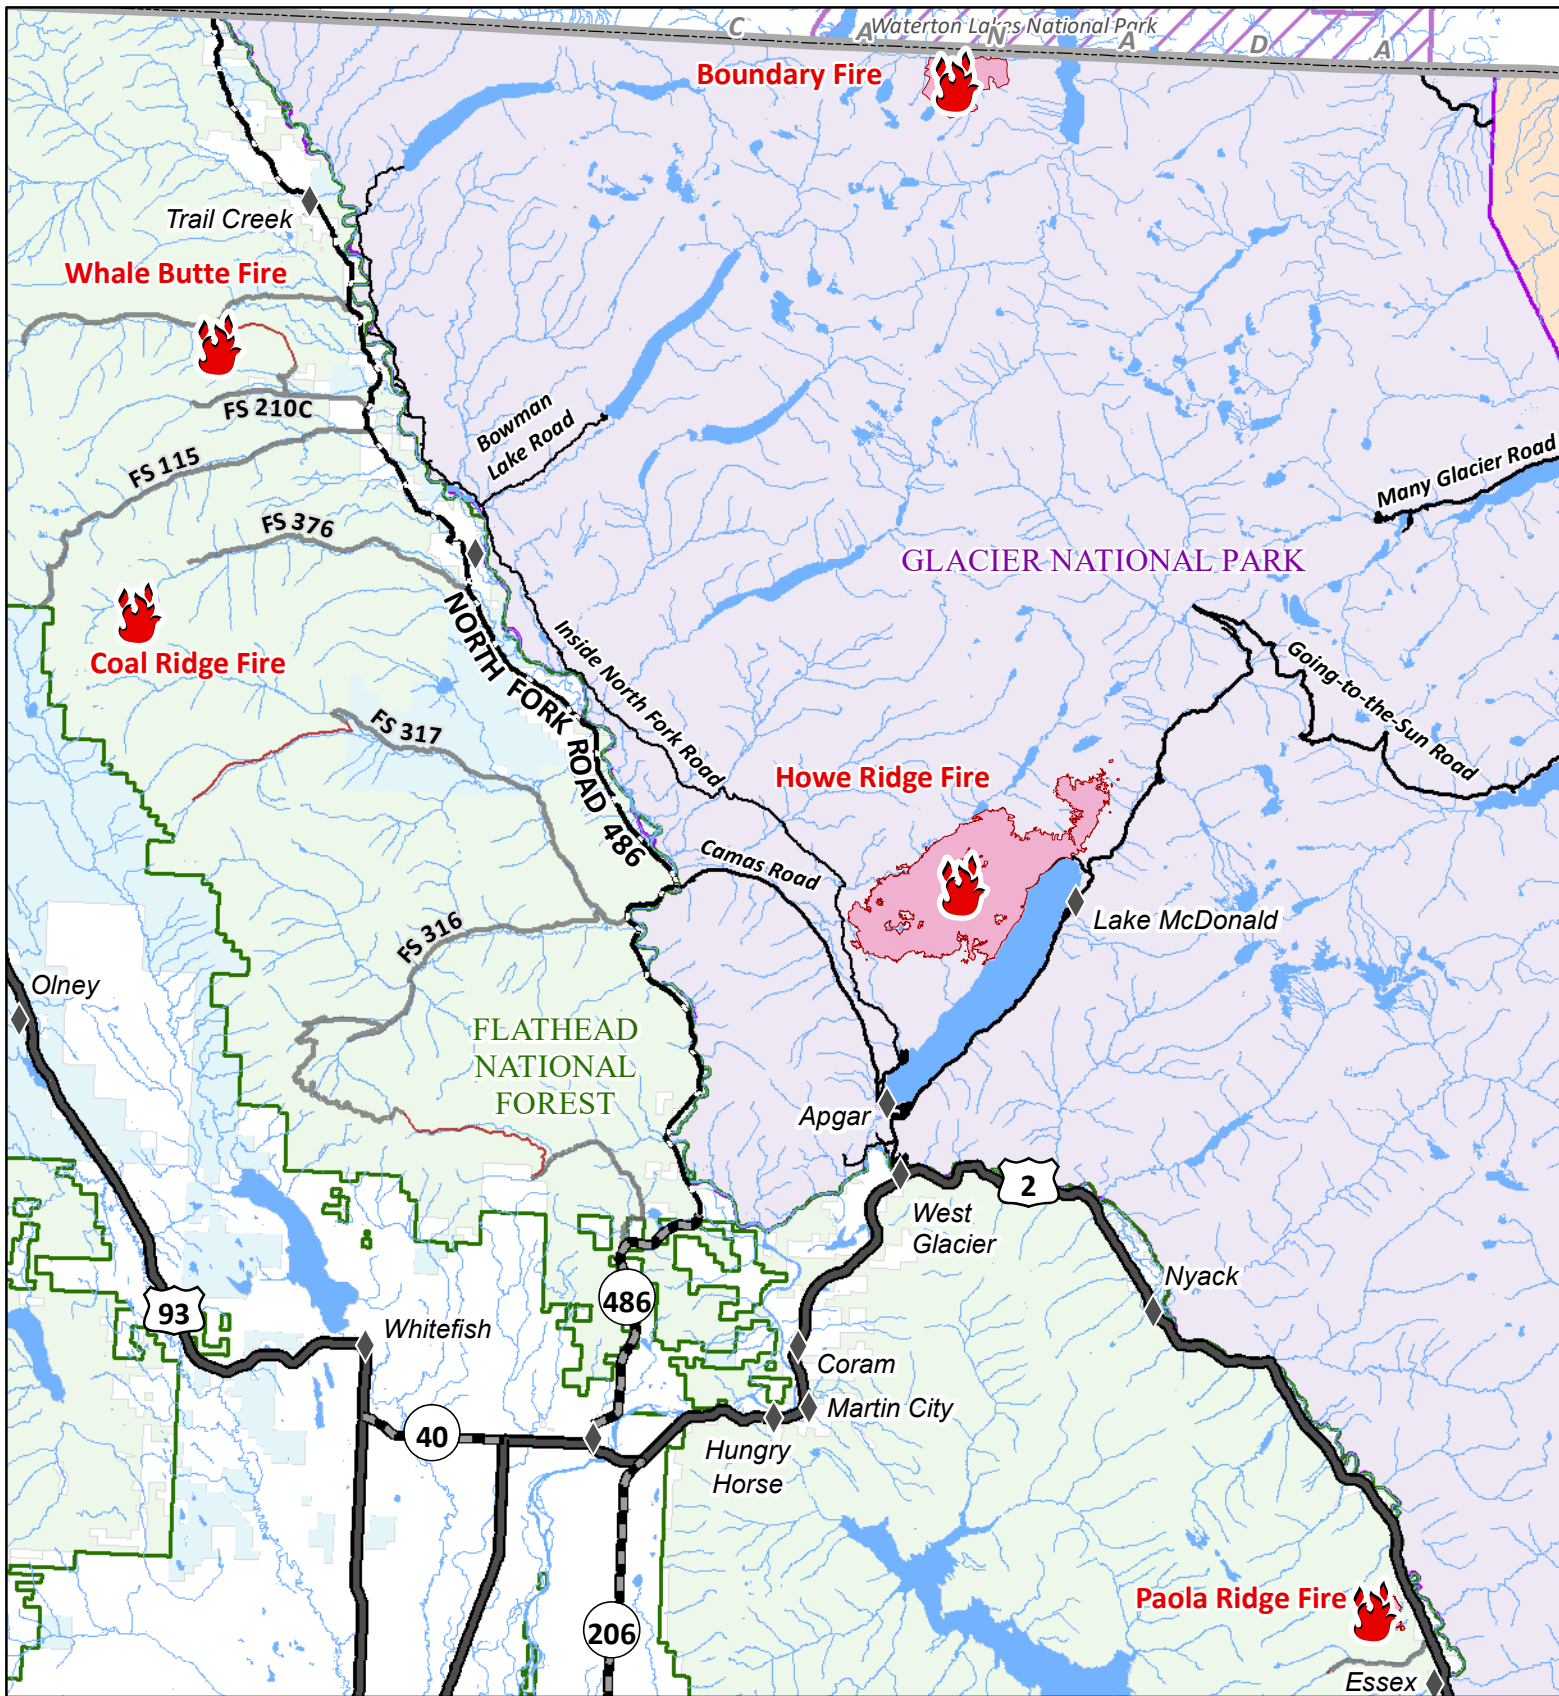 Waterton Lakes National Park
C A N A D A
Boundary Fire
Trail Creek
Whale Butte Fire
FS 210C
Bowman
Lake Road
FS 115
Many Glacier Road
FS 376
GLACIER NATIONAL PARK
NORTH FORK ROAD 486
Inside North Fork Road
Coal Ridge Fire
Going-to-the-Sun Road
FS 317
Howe Ridge Fire
Camas Road
Lake McDonald
FS 316
Olney
FLATHEAD
NATIONAL
FOREST
Apgar
2
West
Glacier
Nyack
486
93
Whitefish
Coram
Martin City
40
Hungry
Horse
Paola Ridge Fire
206
Essex